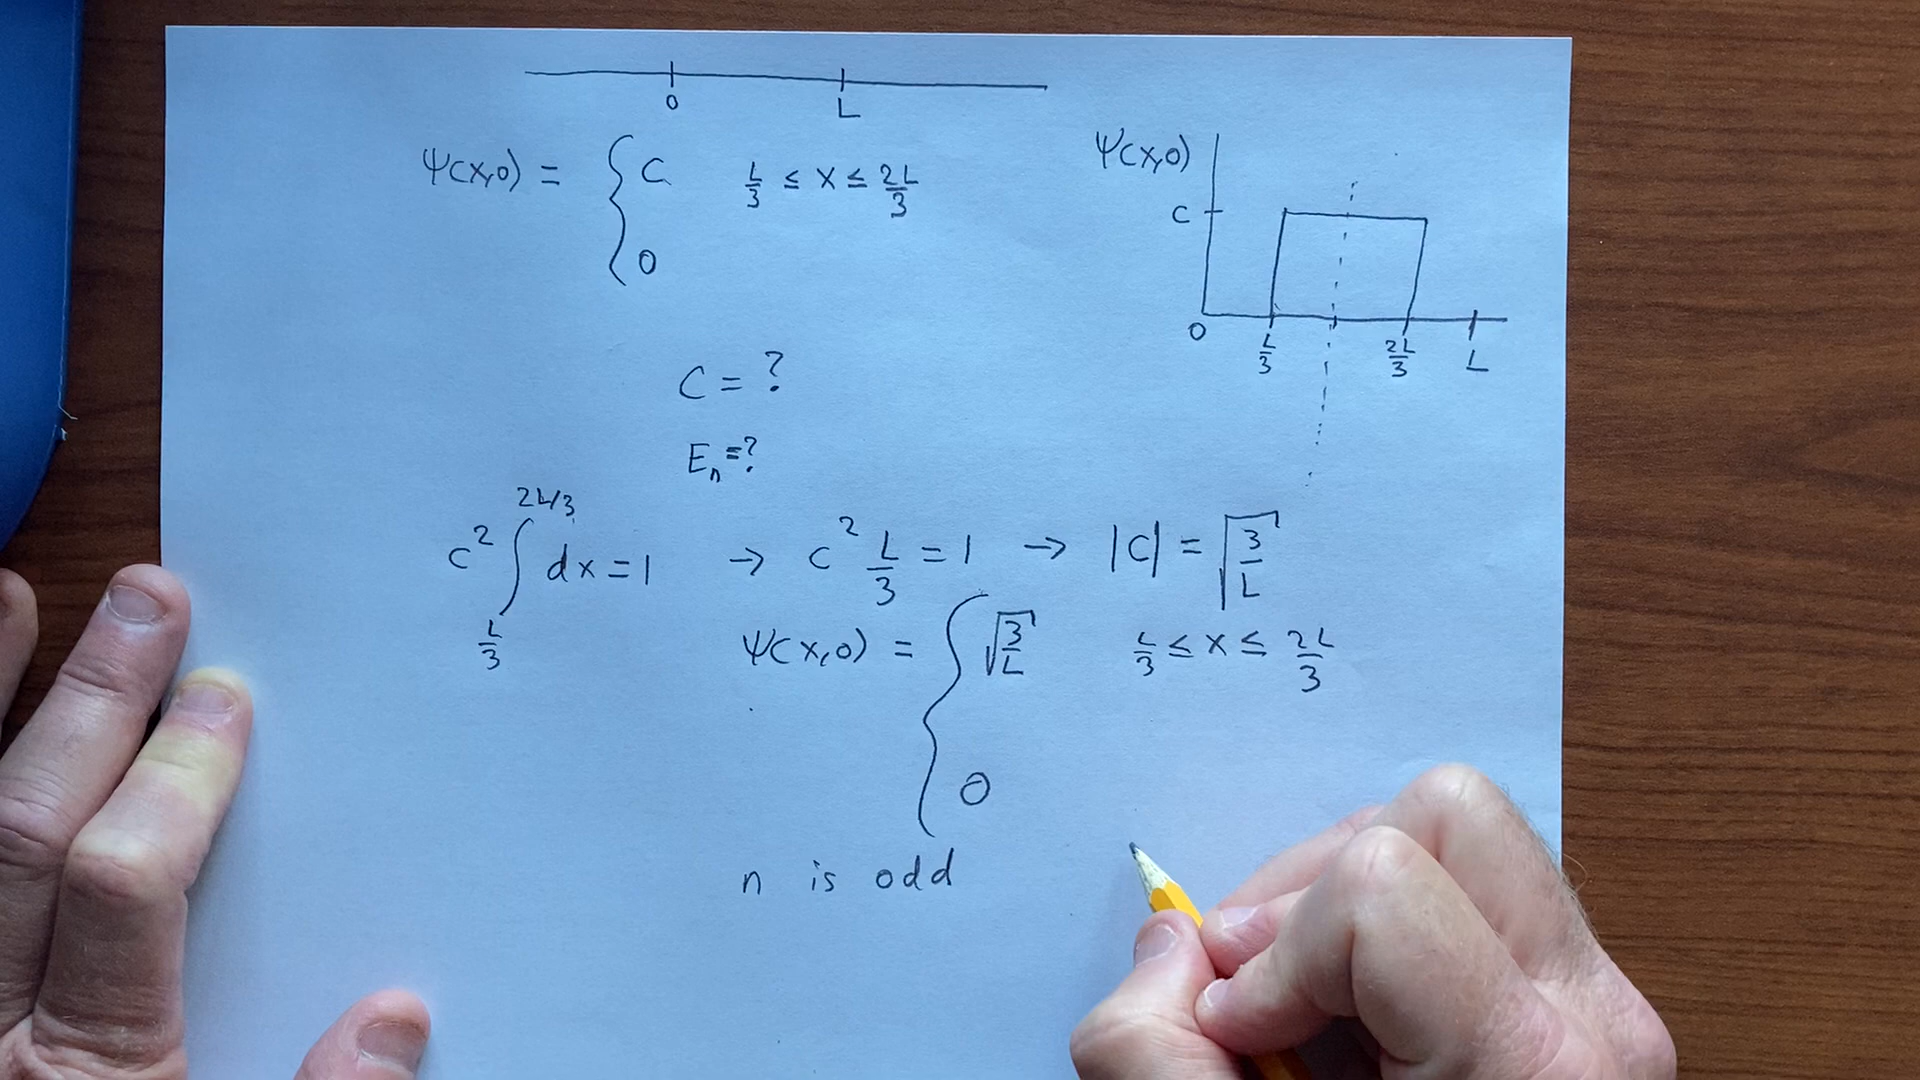 0 L
Ψ(x,0) = { C L/3 ≤ x ≤ 2L/3
0
Ψ(x,0)
C
0 L/3 2L/3 L
C = ?
Eₙ = ?
c² ∫_{L/3}^{2L/3} dx = 1 → c² L/3 = 1 → |C| = √(3/L)
Ψ(x,0) = { √(3/L) L/3 ≤ x ≤ 2L/3
0
n is odd